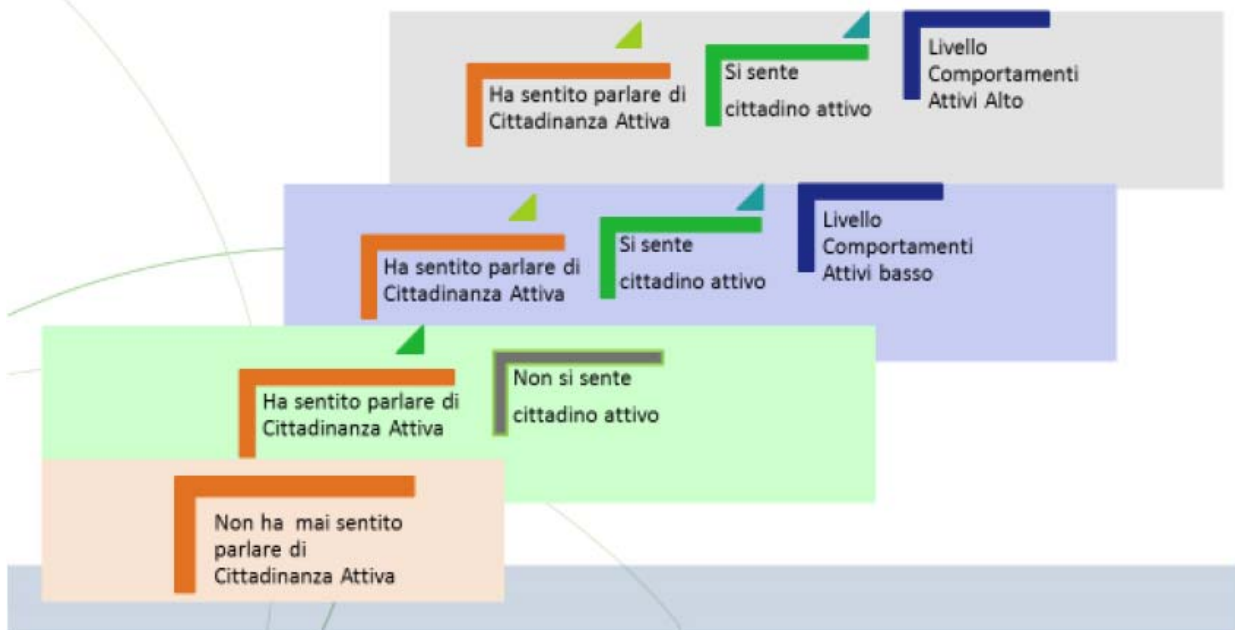 Ha sentito parlare di
Cittadinanza Attiva
Si sente
cittadino attivo
Livello
Comportamenti
Attivi Alto
Ha sentito parlare di
Cittadinanza Attiva
Si sente
cittadino attivo
Livello
Comportamenti
Attivi basso
Ha sentito parlare di
Cittadinanza Attiva
Non si sente
cittadino attivo
Non ha mai sentito
parlare di
Cittadinanza Attiva